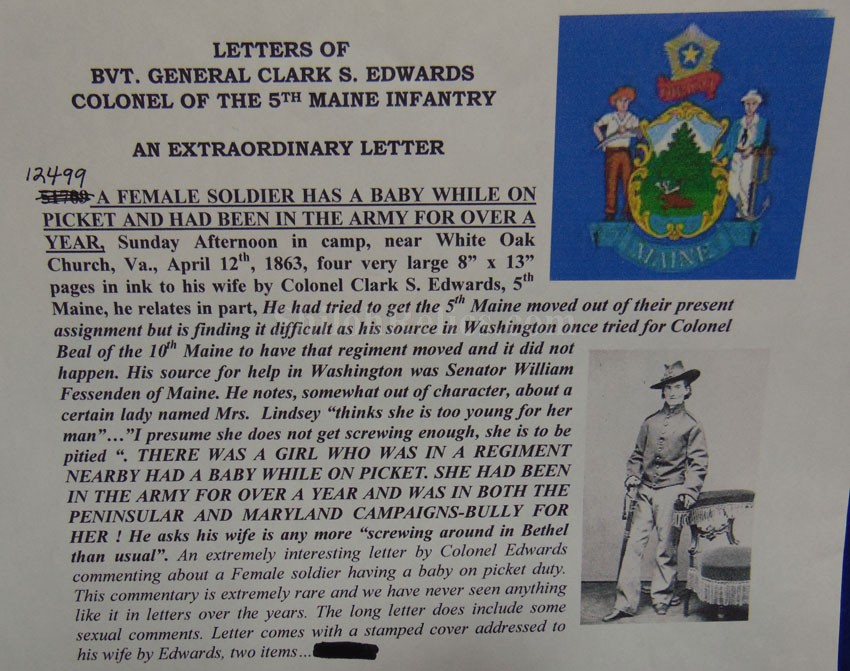 LETTERS OF
BVT. GENERAL CLARK S. EDWARDS
COLONEL OF THE 5TH MAINE INFANTRY
AN EXTRAORDINARY LETTER
12499
A FEMALE SOLDIER HAS A BABY WHILE ON
PICKET AND HAD BEEN IN THE ARMY FOR OVER A
YEAR, Sunday Afternoon in camp, near White Oak
Church, Va., April 12th, 1863, four very large 8” x 13”
pages in ink to his wife by Colonel Clark S. Edwards, 5th
Maine, he relates in part, He had tried to get the 5th Maine moved out of their present
assignment but is finding it difficult as his source in Washington once tried for Colonel
Beal of the 10th Maine to have that regiment moved and it did not
happen. His source for help in Washington was Senator William
Fessenden of Maine. He notes, somewhat out of character, about a
certain lady named Mrs. Lindsey “thinks she is too young for her
man”…”I presume she does not get screwing enough, she is to be
pitied “. THERE WAS A GIRL WHO WAS IN A REGIMENT
NEARBY HAD A BABY WHILE ON PICKET. SHE HAD BEEN
IN THE ARMY FOR OVER A YEAR AND WAS IN BOTH THE
PENINSULAR AND MARYLAND CAMPAIGNS-BULLY FOR
HER ! He asks his wife is any more “screwing around in Bethel
than usual”. An extremely interesting letter by Colonel Edwards
commenting about a Female soldier having a baby on picket duty.
This commentary is extremely rare and we have never seen anything
like it in letters over the years. The long letter does include some
sexual comments. Letter comes with a stamped cover addressed to
his wife by Edwards, two items…
MAINE